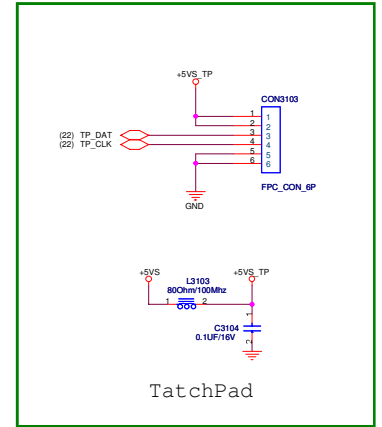 +5VS_TP
CON3103
1 1
2 2
(22) TP_DAT 3 3
(22) TP_CLK 4 4
5 5
6 6
GND
FPC_CON_6P
+5VS
L3103
+5VS_TP
80Ohm/100Mhz
1 2
1
C3104
0.1UF/16V
2
TatchPad